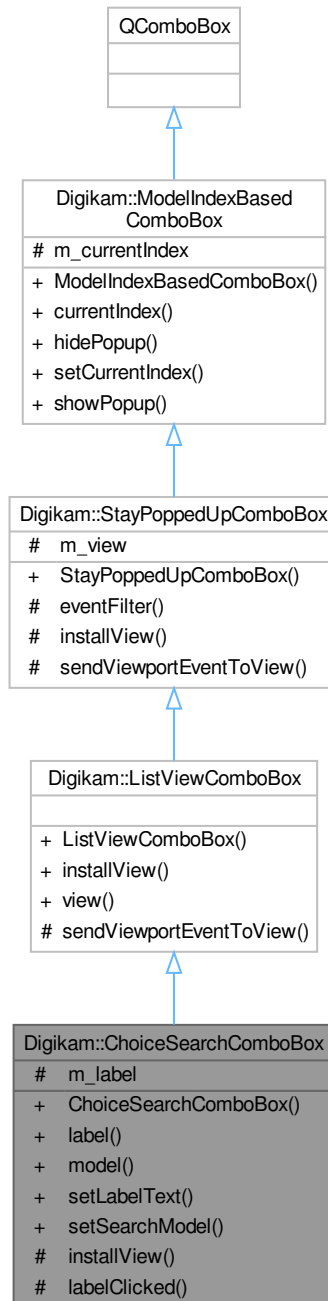 QComboBox
Digikam::ModelIndexBased
ComboBox
# m_currentIndex
+ ModelIndexBasedComboBox()
+ currentIndex()
+ hidePopup()
+ setCurrentIndex()
+ showPopup()
Digikam::StayPoppedUpComboBox
# m_view
+ StayPoppedUpComboBox()
# eventFilter()
# installView()
# sendViewportEventToView()
Digikam::ListViewComboBox
+ ListViewComboBox()
+ installView()
+ view()
# sendViewportEventToView()
Digikam::ChoiceSearchComboBox
# m_label
+ ChoiceSearchComboBox()
+ label()
+ model()
+ setLabelText()
+ setSearchModel()
# installView()
# labelClicked()